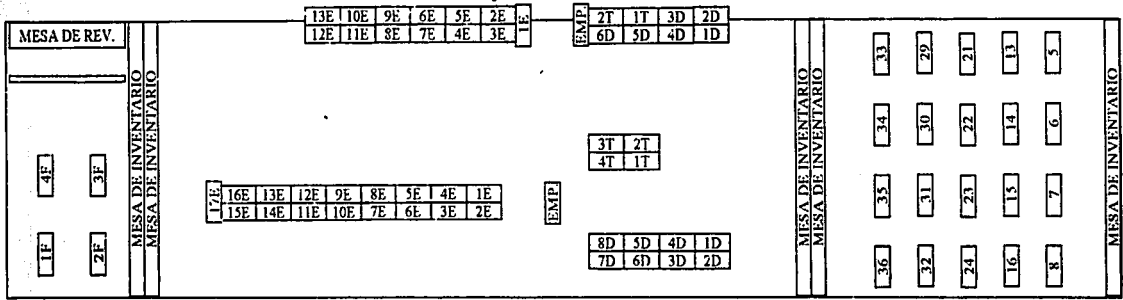 13E 10E 9E 6E 5E 2E
12E 11E 8E 7E 4E 3E
1E
EMP.
2T 1T 3D 2D
6D 5D 4D 1D
MESA DE REV.
MESA DE INVENTARIO
MESA DE INVENTARIO
4F 3F
1F 2F
3T 2T
4T 1T
17E
16E 13E 12E 9E 8E 5E 4E 1E
15E 14E 11E 10E 7E 6E 3E 2E
EMP.
8D 5D 4D 1D
7D 6D 3D 2D
MESA DE INVENTARIO
MESA DE INVENTARIO
33 29 21 13 5
34 30 22 14 6
35 31 23 15 7
36 32 24 16 8
MESA DE INVENTARIO